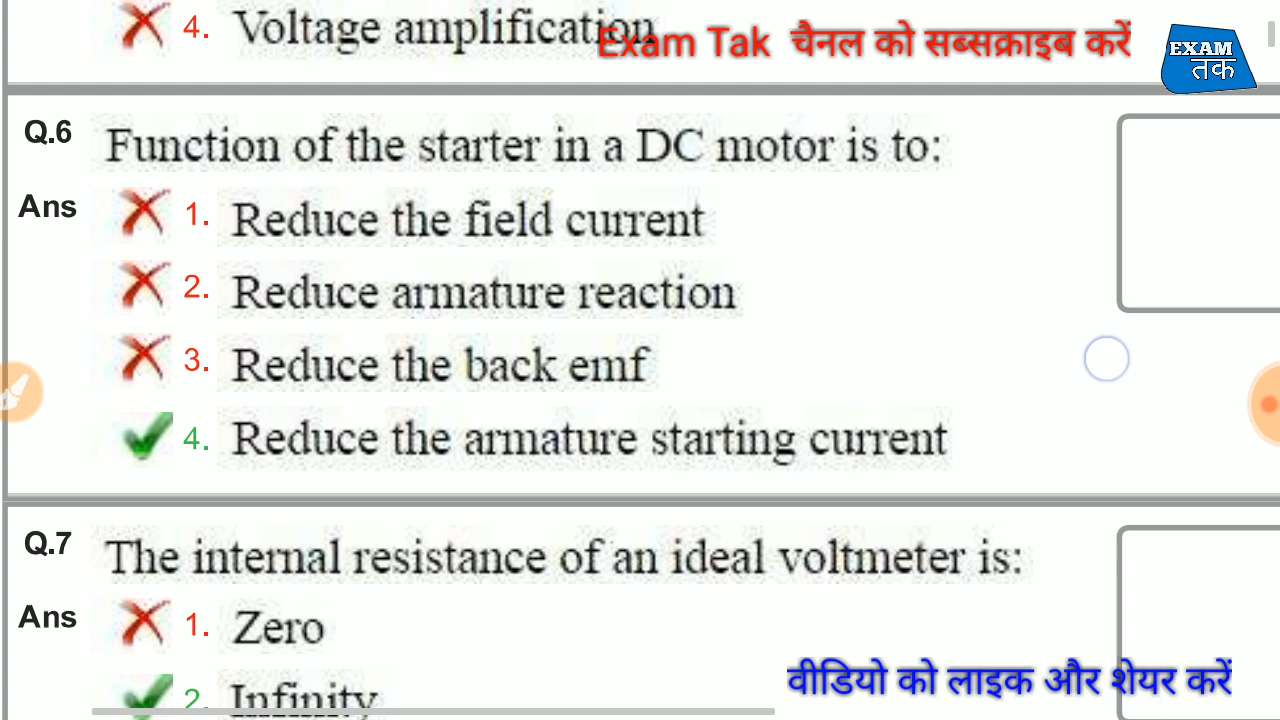 4. Voltage amplification
Exam Tak चैनल को सब्सक्राइब करें
EXAM
तक
Q.6 Function of the starter in a DC motor is to:
Ans 1. Reduce the field current
2. Reduce armature reaction
3. Reduce the back emf
4. Reduce the armature starting current
Q.7 The internal resistance of an ideal voltmeter is:
Ans 1. Zero
2. Infinity
वीडियो को लाइक और शेयर करें